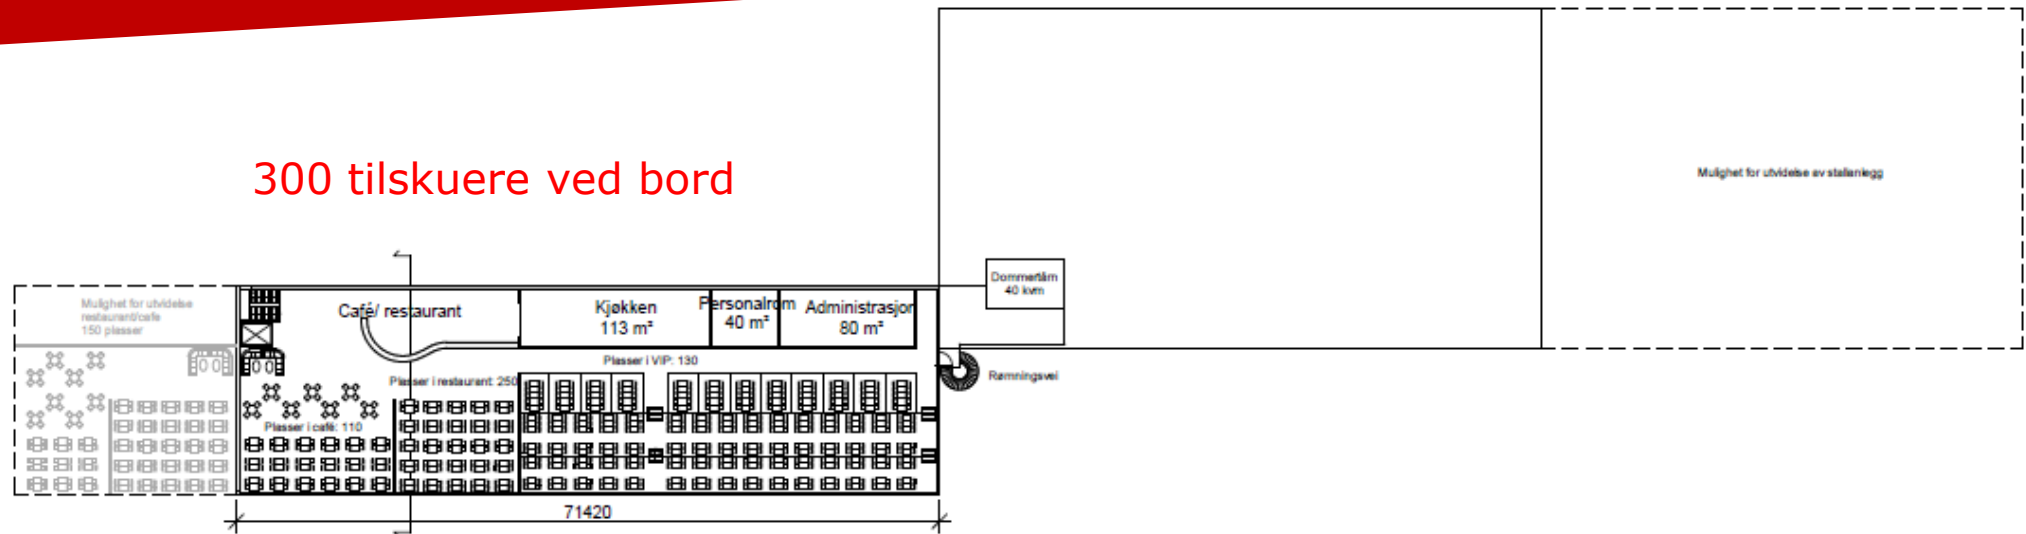 300 tilskuere ved bord
Mulighet for utvidelse av stallanlegg
Dommertårn
40 kvm
Mulighet for utvidelse
restaurant/cafe
150 plasser
Café/ restaurant
Kjøkken
113 m²
Personalrom
40 m²
Administrasjon
80 m²
Plasser i VIP: 130
Rømningsvei
Plasser i restaurant: 250
Plasser i café: 110
71420